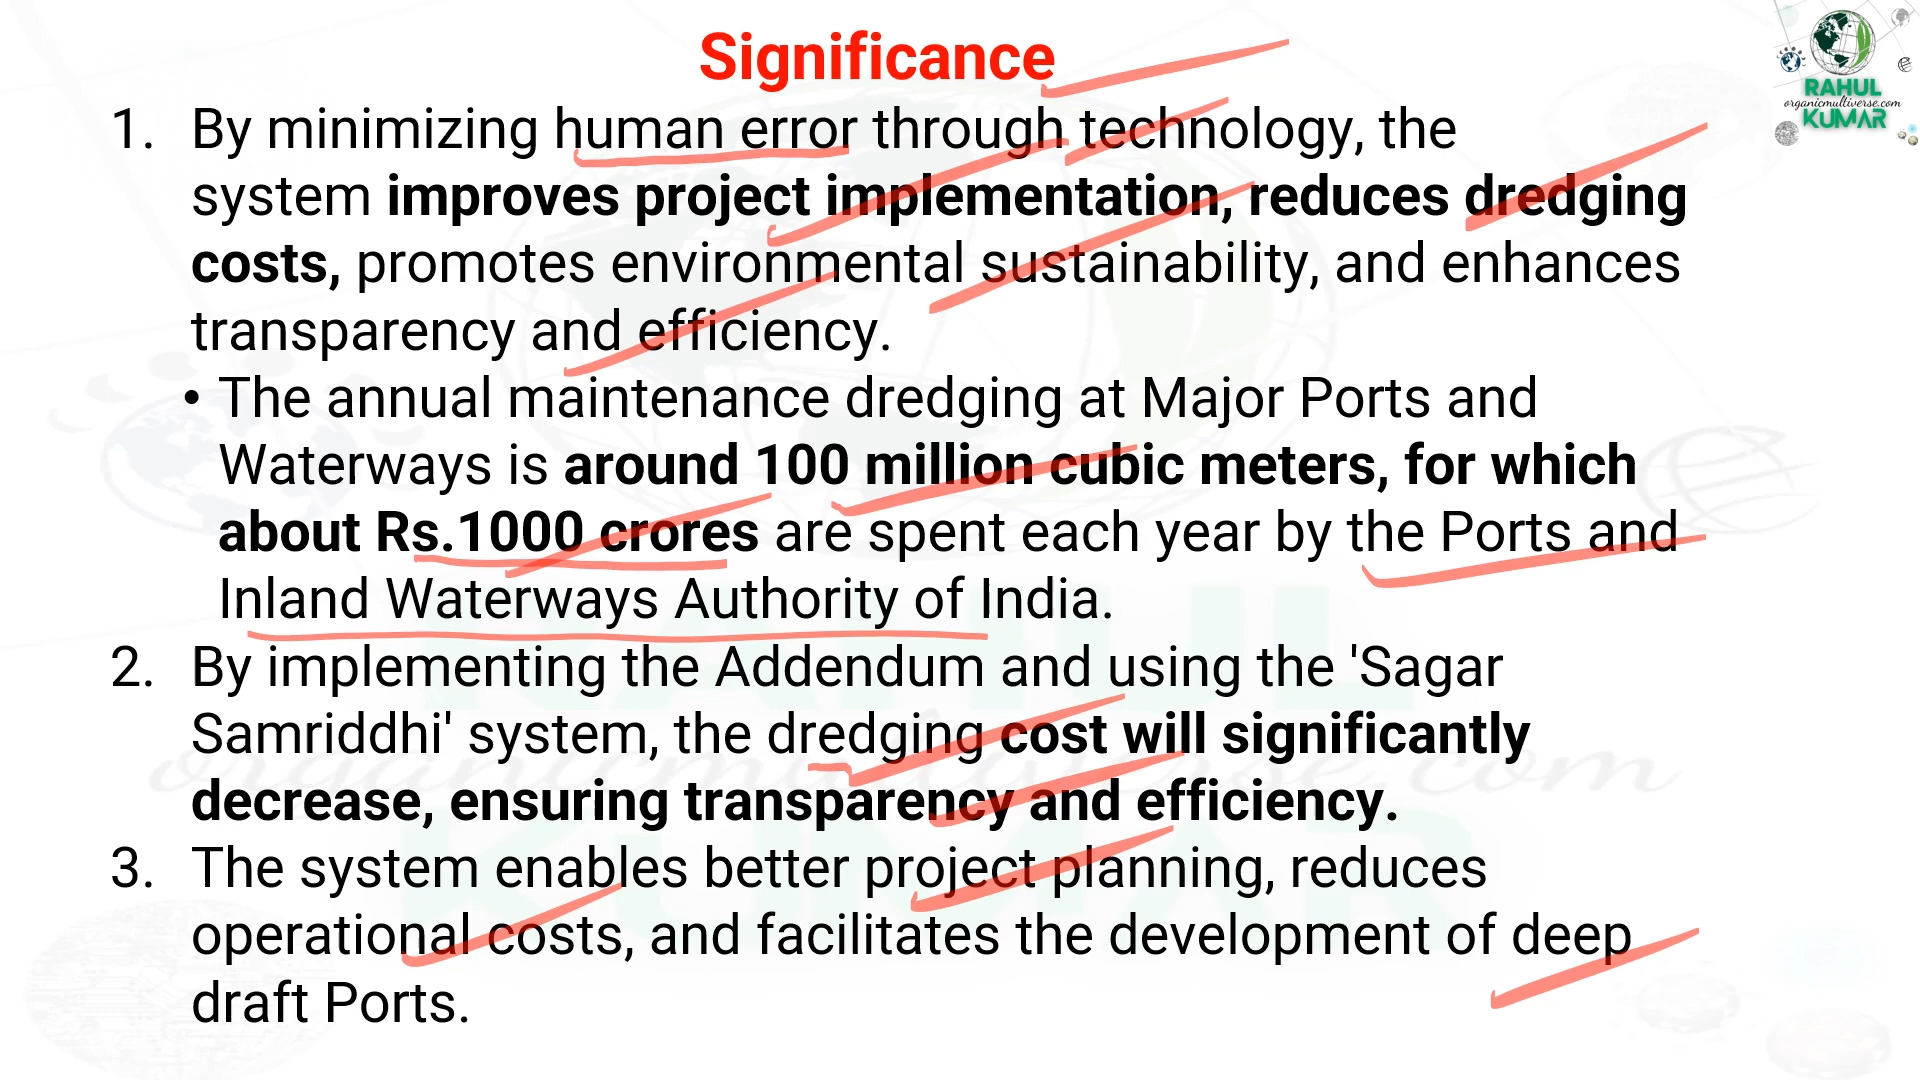 Significance
RAHUL
organicmultiverse.com
KUMAR
1. By minimizing human error through technology, the
system improves project implementation, reduces dredging
costs, promotes environmental sustainability, and enhances
transparency and efficiency.
• The annual maintenance dredging at Major Ports and
Waterways is around 100 million cubic meters, for which
about Rs.1000 crores are spent each year by the Ports and
Inland Waterways Authority of India.
2. By implementing the Addendum and using the 'Sagar
Samriddhi' system, the dredging cost will significantly
decrease, ensuring transparency and efficiency.
3. The system enables better project planning, reduces
operational costs, and facilitates the development of deep
draft Ports.
RAHUL
organicmultiverse.com
KUMAR